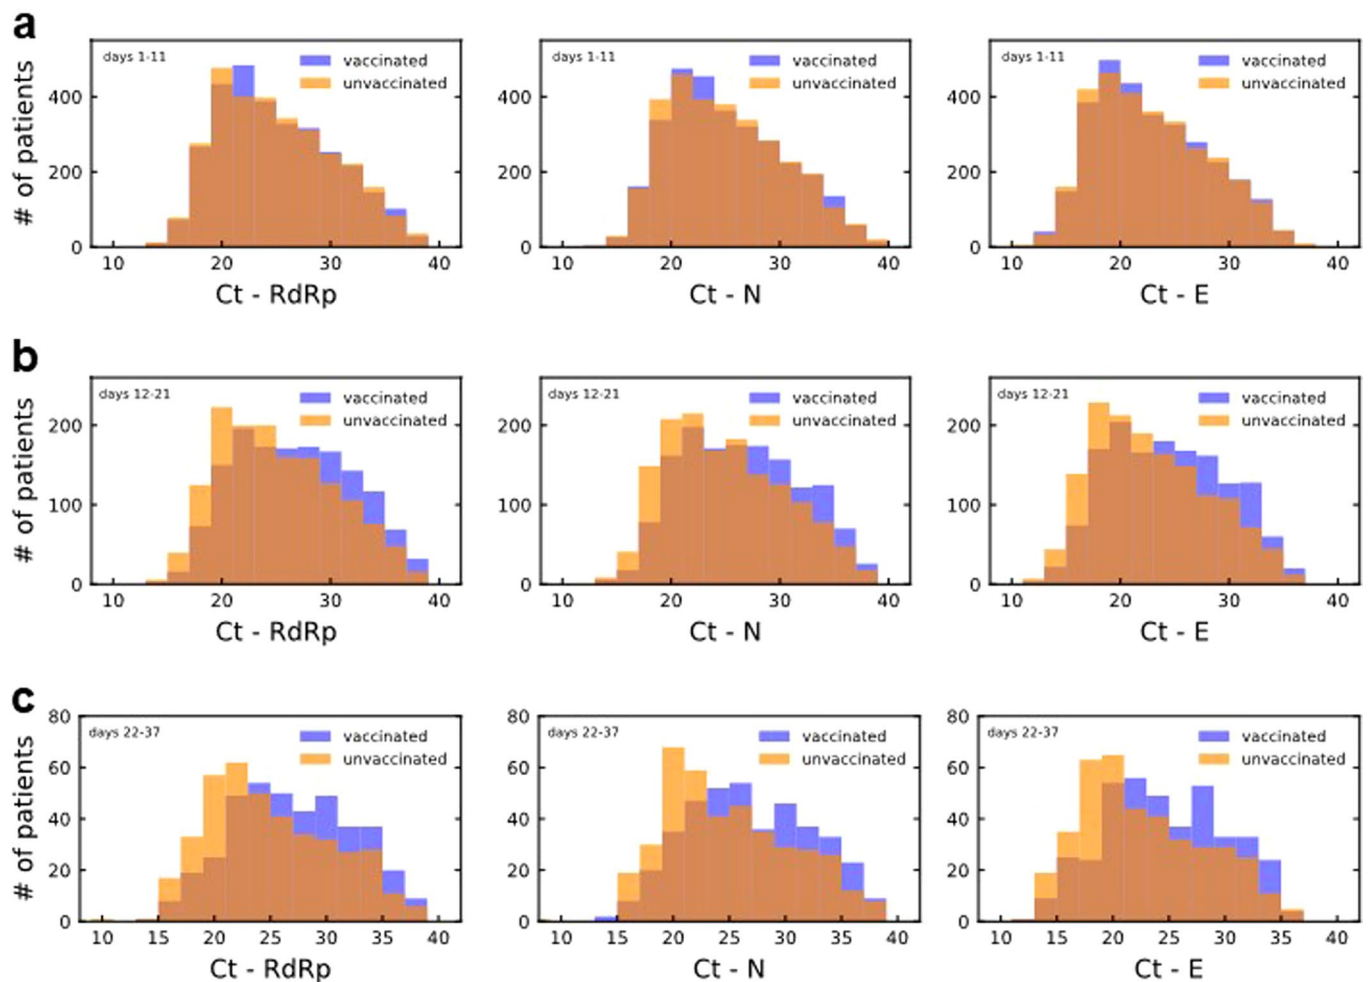 a
days 1-11
vaccinated
unvaccinated
# of patients
400
200
0
10 20 30 40
Ct - RdRp
days 1-11
vaccinated
unvaccinated
400
200
0
10 20 30 40
Ct - N
days 1-11
vaccinated
unvaccinated
400
200
0
10 20 30 40
Ct - E
b
days 12-21
vaccinated
unvaccinated
# of patients
200
100
0
10 20 30 40
Ct - RdRp
days 12-21
vaccinated
unvaccinated
200
100
0
10 20 30 40
Ct - N
days 12-21
vaccinated
unvaccinated
200
100
0
10 20 30 40
Ct - E
c
days 22-37
vaccinated
unvaccinated
# of patients
80
60
40
20
0
10 15 20 25 30 35 40
Ct - RdRp
days 22-37
vaccinated
unvaccinated
80
60
40
20
0
10 15 20 25 30 35 40
Ct - N
days 22-37
vaccinated
unvaccinated
80
60
40
20
0
10 15 20 25 30 35 40
Ct - E